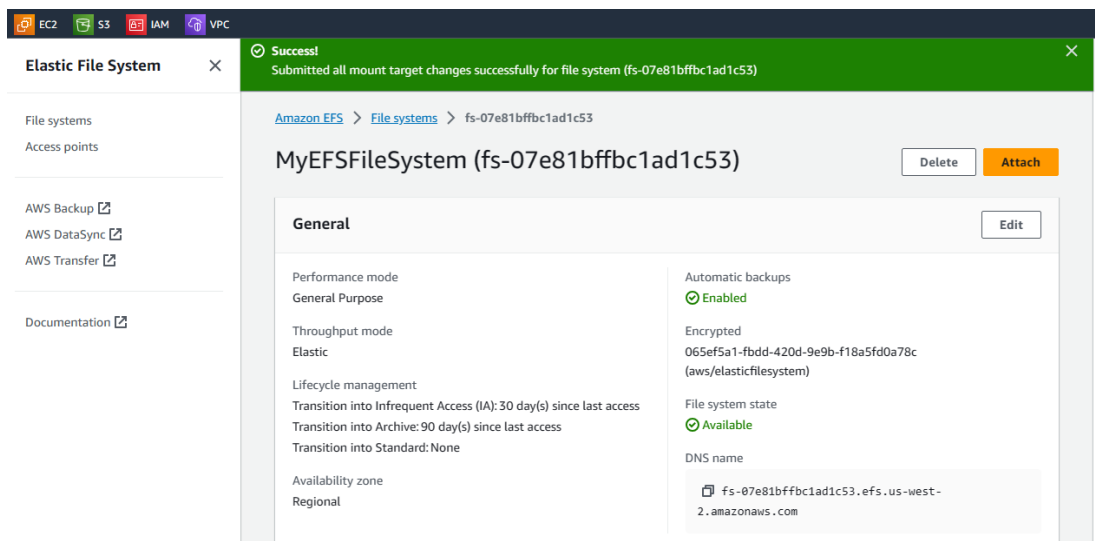 EC2 S3 IAM VPC
Elastic File System
File systems
Access points
AWS Backup
AWS DataSync
AWS Transfer
Documentation
Success!
Submitted all mount target changes successfully for file system (fs-07e81bffbc1ad1c53)
Amazon EFS > File systems > fs-07e81bffbc1ad1c53
MyEFSFileSystem (fs-07e81bffbc1ad1c53)
Delete Attach
General
Edit
Performance mode
General Purpose
Throughput mode
Elastic
Lifecycle management
Transition into Infrequent Access (IA): 30 day(s) since last access
Transition into Archive: 90 day(s) since last access
Transition into Standard: None
Availability zone
Regional
Automatic backups
Enabled
Encrypted
065ef5a1-fbdd-420d-9e9b-f18a5fd0a78c
(aws/elasticfilesystem)
File system state
Available
DNS name
fs-07e81bffbc1ad1c53.efs.us-west-
2.amazonaws.com